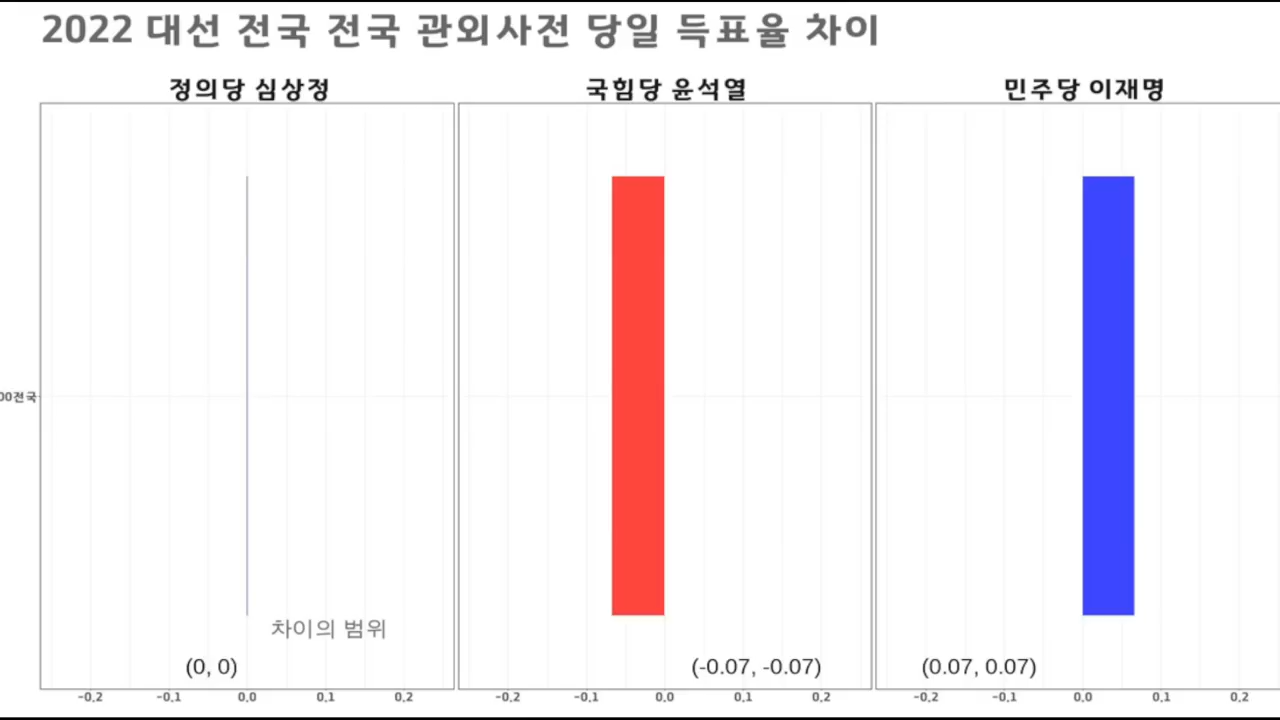 2022 대선 전국 전국 관외사전 당일 득표율 차이
정의당 심상정 국힘당 윤석열 민주당 이재명
00전국
차이의 범위
(0, 0) (-0.07, -0.07) (0.07, 0.07)
-0.2 -0.1 0.0 0.1 0.2 -0.2 -0.1 0.0 0.1 0.2 -0.2 -0.1 0.0 0.1 0.2